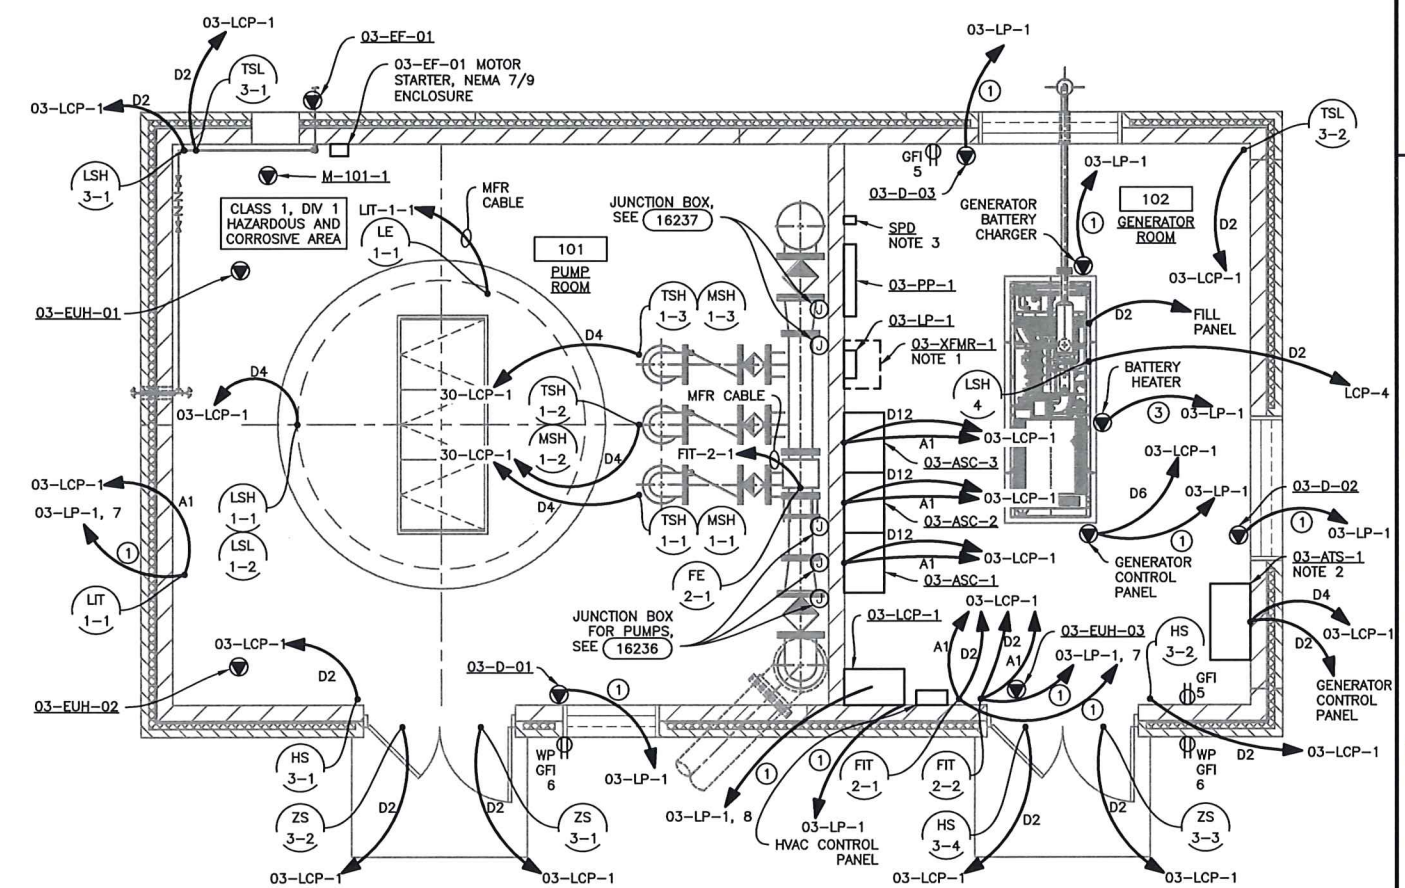 03-LCP-1
D2
TSL
3-1
03-EF-01
03-EF-01 MOTOR
STARTER, NEMA 7/9
ENCLOSURE
03-LCP-1
D2
LSH
3-1
M-101-1
CLASS 1, DIV 1
HAZARDOUS AND
CORROSIVE AREA
03-EUH-01
LIT-1-1
MFR
CABLE
LE
1-1
101
PUMP
ROOM
JUNCTION BOX,
SEE 16237
03-LP-1
1
GFI
5
03-D-03
SPD
NOTE 3
03-PP-1
03-LP-1
03-XFMR-1
NOTE 1
GENERATOR
BATTERY
CHARGER
03-LP-1
1
102
GENERATOR
ROOM
TSL
3-2
D2
03-LCP-1
D2
FILL
PANEL
D2
LCP-4
LSH
4
BATTERY
HEATER
3
03-LP-1
TSH
1-3
MSH
1-3
D4
30-LCP-1
TSH
1-2
MSH
1-2
D4
30-LCP-1
D4
TSH
1-1
MSH
1-1
MFR CABLE
FIT-2-1
FE
2-1
J
J
J
J
J
D4
03-LCP-1
LSH
1-1
LSL
1-2
03-LCP-1
A1
03-LP-1, 7
1
LIT
1-1
D12
A1
03-LCP-1
03-ASC-3
D12
A1
03-LCP-1
03-ASC-2
D12
A1
03-LCP-1
03-ASC-1
03-LCP-1
D6
03-LP-1
1
GENERATOR
CONTROL
PANEL
03-D-02
1
03-LP-1
03-ATS-1
NOTE 2
D4
03-LCP-1
D2
GENERATOR
CONTROL
PANEL
JUNCTION BOX
FOR PUMPS,
SEE 16236
03-LCP-1
03-LCP-1
A1
D2
D2
A1
03-EUH-03
03-LP-1, 7
1
1
HS
3-2
GFI
5
D2
03-LCP-1
WP
GFI
6
03-LCP-1
D2
03-EUH-02
HS
3-1
ZS
3-2
D2
03-LCP-1
D2
ZS
3-1
03-LCP-1
03-D-01
1
03-LP-1
WP
GFI
6
1
03-LP-1, 8
1
03-LP-1
HVAC CONTROL
PANEL
FIT
2-1
FIT
2-2
HS
3-4
D2
03-LCP-1
D2
ZS
3-3
03-LCP-1